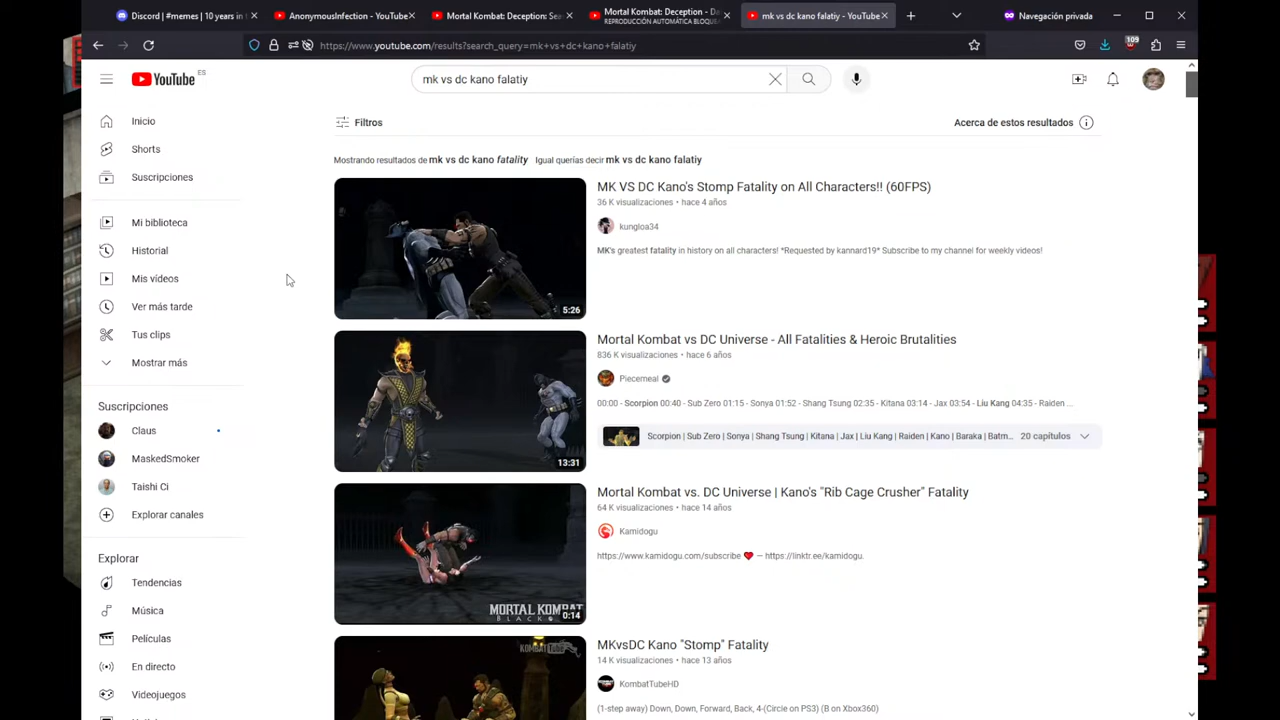 Discord | #memes | 10 years in t
AnonymousInfection - YouTube
Mortal Kombat: Deception: Sea
Mortal Kombat: Deception - Da
REPRODUCCIÓN AUTOMÁTICA BLOQUEA
mk vs dc kano falatiy - YouTube
Navegación privada
https://www.youtube.com/results?search_query=mk+vs+dc+kano+falatiy
109
YouTube ES
mk vs dc kano falatiy
Inicio
Shorts
Suscripciones
Mi biblioteca
Historial
Mis vídeos
Ver más tarde
Tus clips
Mostrar más
Suscripciones
Claus
MaskedSmoker
Taishi Ci
Explorar canales
Explorar
Tendencias
Música
Películas
En directo
Videojuegos
Filtros
Acerca de estos resultados
Mostrando resultados de mk vs dc kano fatality Igual querías decir mk vs dc kano falatiy
5:26
MK VS DC Kano's Stomp Fatality on All Characters!! (60FPS)
36 K visualizaciones • hace 4 años
kungloa34
MK's greatest fatality in history on all characters! *Requested by kannard19* Subscribe to my channel for weekly videos!
13:31
Mortal Kombat vs DC Universe - All Fatalities & Heroic Brutalities
836 K visualizaciones • hace 6 años
Piecemeal
00:00 - Scorpion 00:40 - Sub Zero 01:15 - Sonya 01:52 - Shang Tsung 02:35 - Kitana 03:14 - Jax 03:54 - Liu Kang 04:35 - Raiden ...
Scorpion | Sub Zero | Sonya | Shang Tsung | Kitana | Jax | Liu Kang | Raiden | Kano | Baraka | Batm... 20 capítulos
MORTAL KOMBAT
0:14
Mortal Kombat vs. DC Universe | Kano's "Rib Cage Crusher" Fatality
64 K visualizaciones • hace 14 años
Kamidogu
https://www.kamidogu.com/subscribe ❤ — https://linktr.ee/kamidogu.
MKvsDC Kano "Stomp" Fatality
14 K visualizaciones • hace 13 años
KombatTubeHD
(1-step away) Down, Down, Forward, Back, 4-(Circle on PS3) (B on Xbox360)